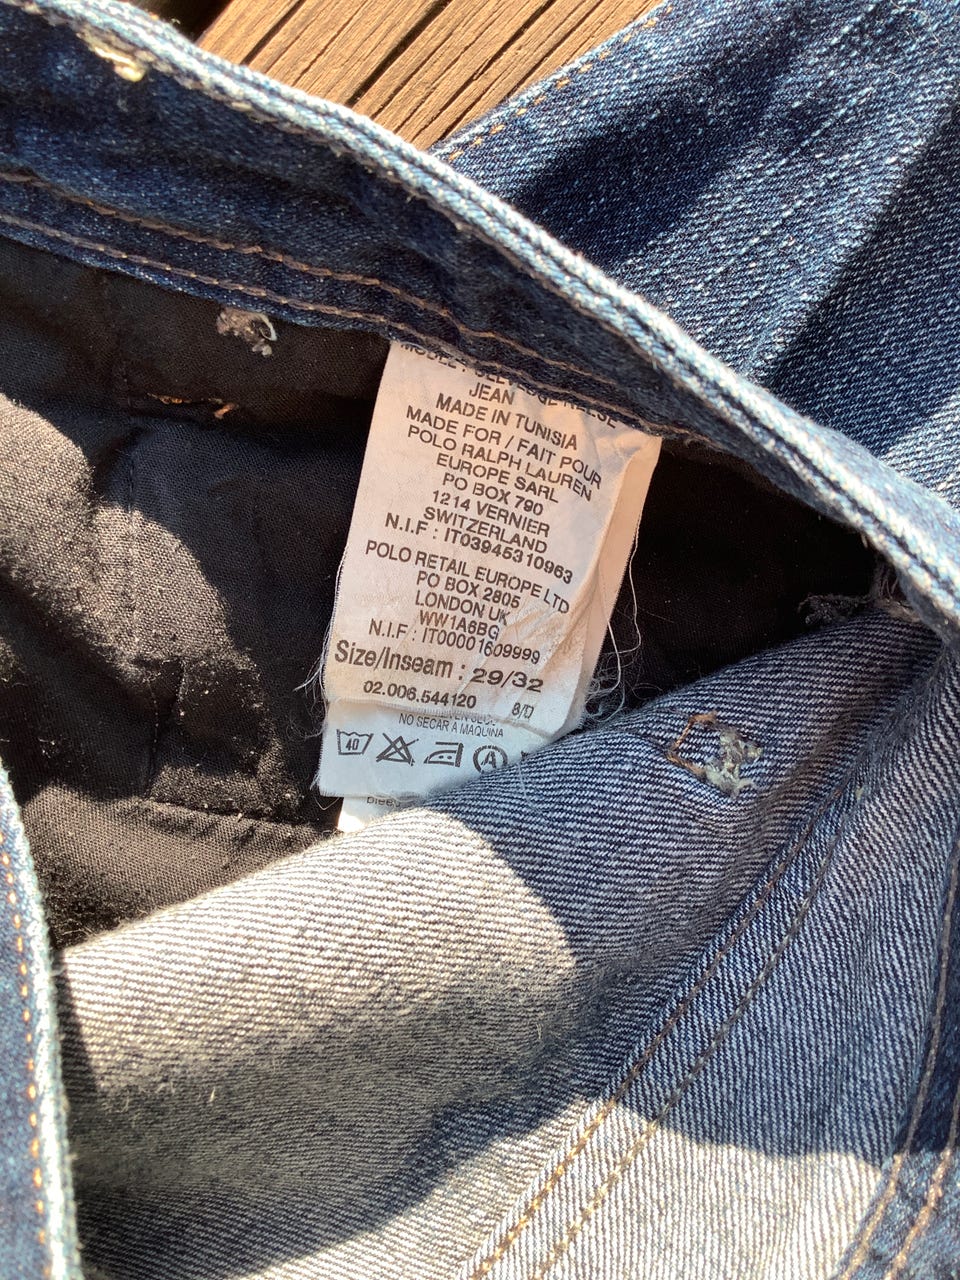 JEAN
MADE IN TUNISIA
MADE FOR / FAIT POUR
POLO RALPH LAUREN
EUROPE SARL
PO BOX 790
1214 VERNIER
SWITZERLAND
N.I.F : IT03945310963
POLO RETAIL EUROPE LTD
PO BOX 2805
LONDON UK
WW1A6BG
N.I.F : IT00001609999
Size/Inseam : 29/32
02.006.544120 8/D
NO SECAR A MAQUINA
40 A